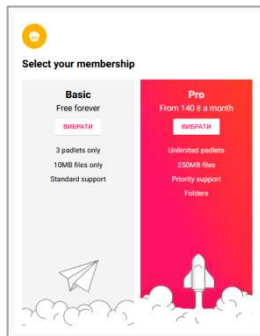 Select your membership
Basic
Free forever
ВИБРАТИ
3 padlets only
10MB files only
Standard support
Pro
From 140 ₴ a month
ВИБРАТИ
Unlimited padlets
250MB files
Priority support
Folders